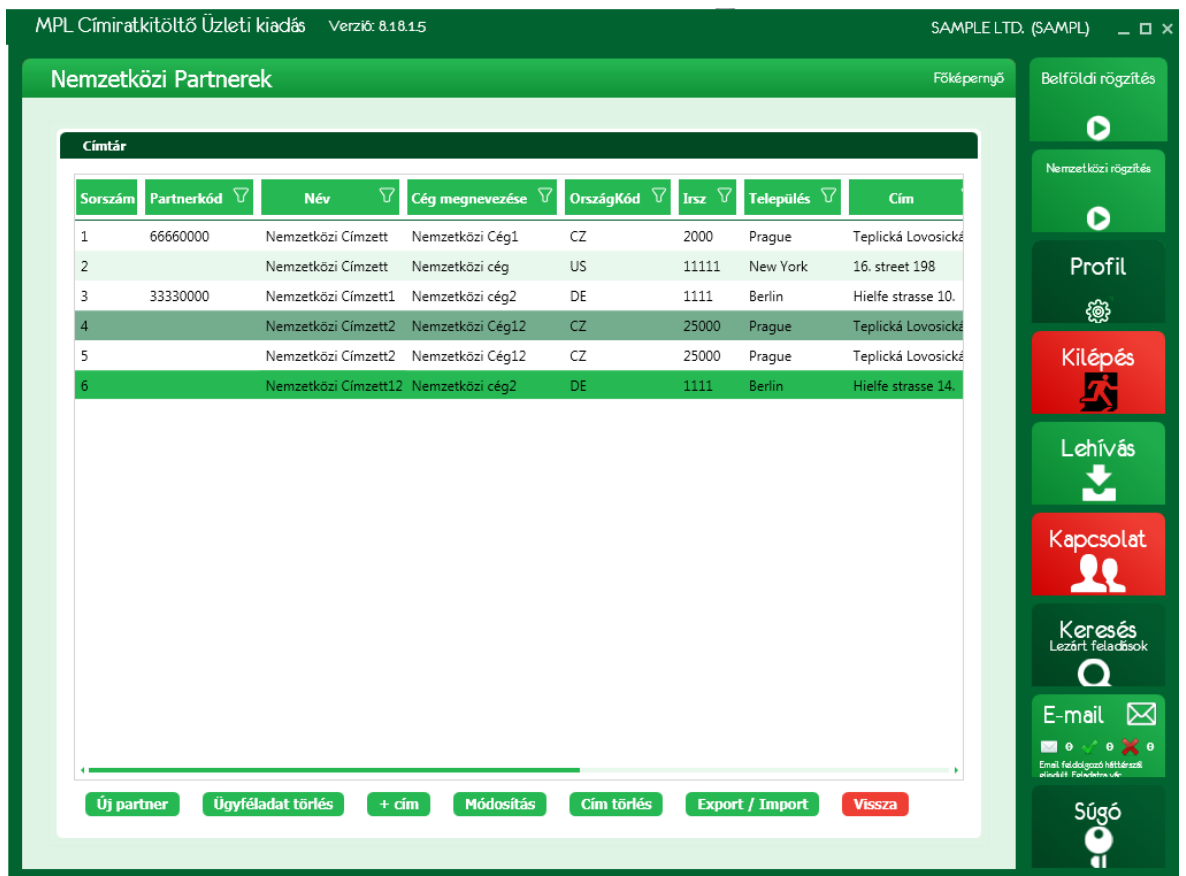 MPL Címiratkitöltő Üzleti kiadás Verzió: 8.18.1.5 SAMPLE LTD. (SAMPL)
Nemzetközi Partnerek Főképernyő
Címtár
Sorszám Partnerkód Név Cég megnevezése OrszágKód Irsz Település Cím
1 66660000 Nemzetközi Címzett Nemzetközi Cég1 CZ 2000 Prague Teplická Lovosická
2 Nemzetközi Címzett Nemzetközi cég US 11111 New York 16. street 198
3 33330000 Nemzetközi Címzett1 Nemzetközi cég2 DE 1111 Berlin Hielfe strasse 10.
4 Nemzetközi Címzett2 Nemzetközi Cég12 CZ 25000 Prague Teplická Lovosická
5 Nemzetközi Címzett2 Nemzetközi Cég12 CZ 25000 Prague Teplická Lovosická
6 Nemzetközi Címzett12 Nemzetközi cég2 DE 1111 Berlin Hielfe strasse 14.
Új partner Ügyféladat törlés + cím Módosítás Cím törlés Export / Import Vissza
Belföldi rögzítés
Nemzetközi rögzítés
Profil
Kilépés
Lehívás
Kapcsolat
Keresés
Lezárt feladások
E-mail
0 0 0
Email feldolgozó háttérszál
elindult. Feladatra vár.
Súgó